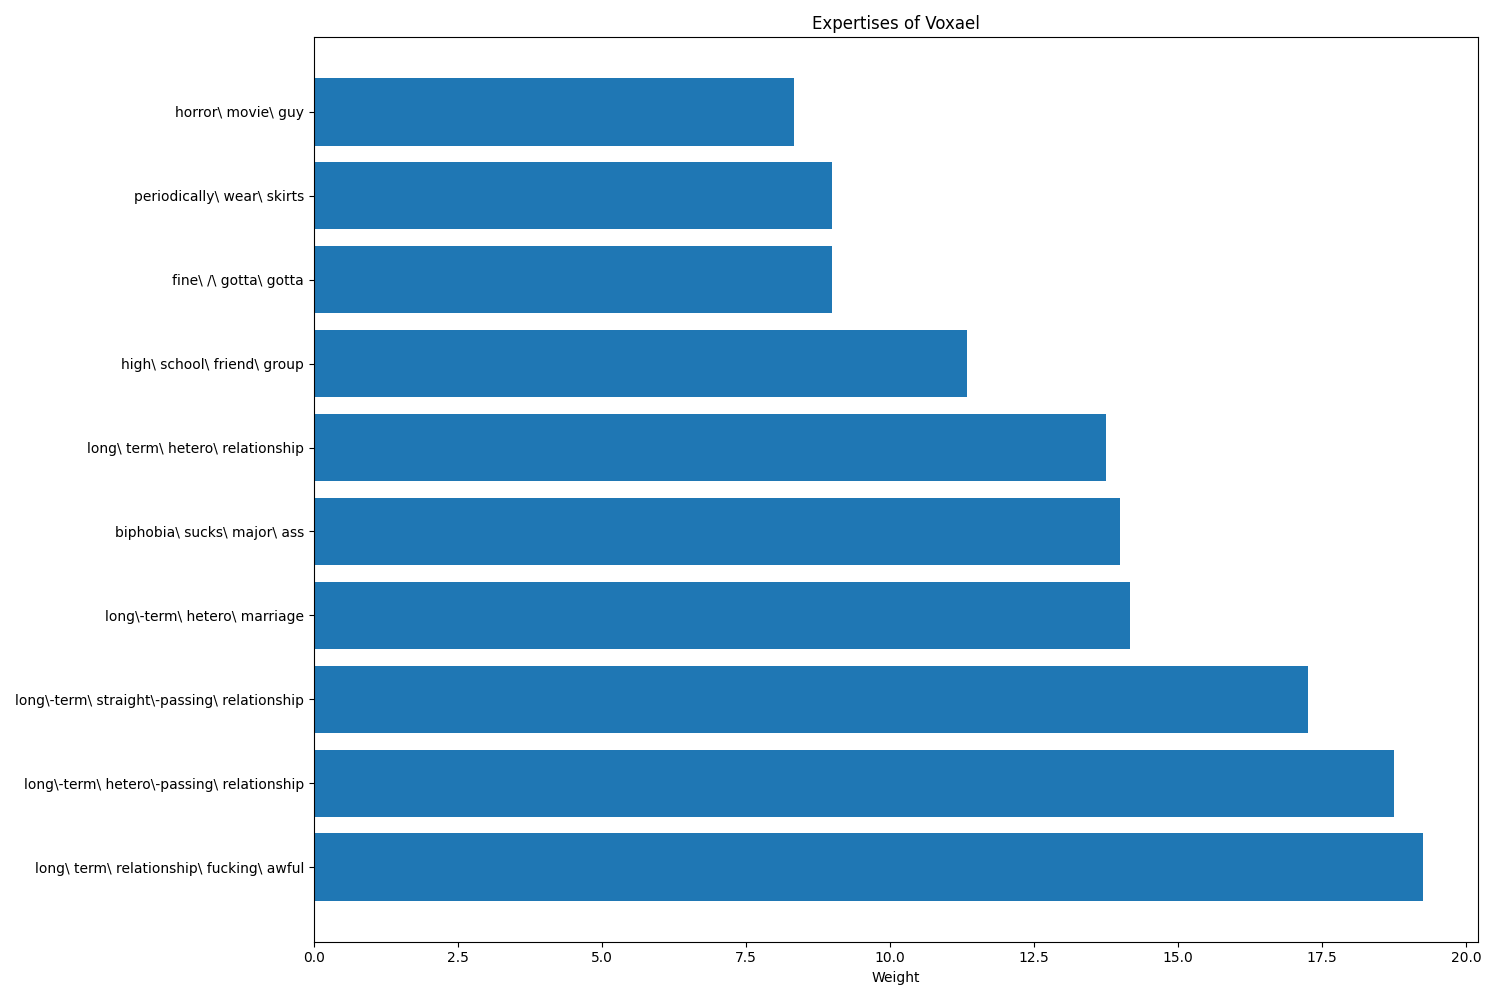 Expertises of Voxael
horror\ movie\ guy
periodically\ wear\ skirts
fine\ /\ gotta\ gotta
high\ school\ friend\ group
long\ term\ hetero\ relationship
biphobia\ sucks\ major\ ass
long\-term\ hetero\ marriage
long\-term\ straight\-passing\ relationship
long\-term\ hetero\-passing\ relationship
long\ term\ relationship\ fucking\ awful
0.0 2.5 5.0 7.5 10.0 12.5 15.0 17.5 20.0
Weight